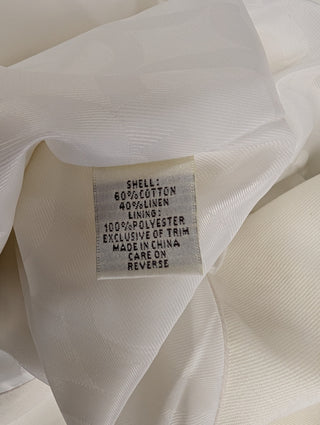 SHELL:
60%COTTON
40%LINEN
LINING:
100%POLYESTER
EXCLUSIVE OF TRIM
MADE IN CHINA
CARE ON
REVERSE